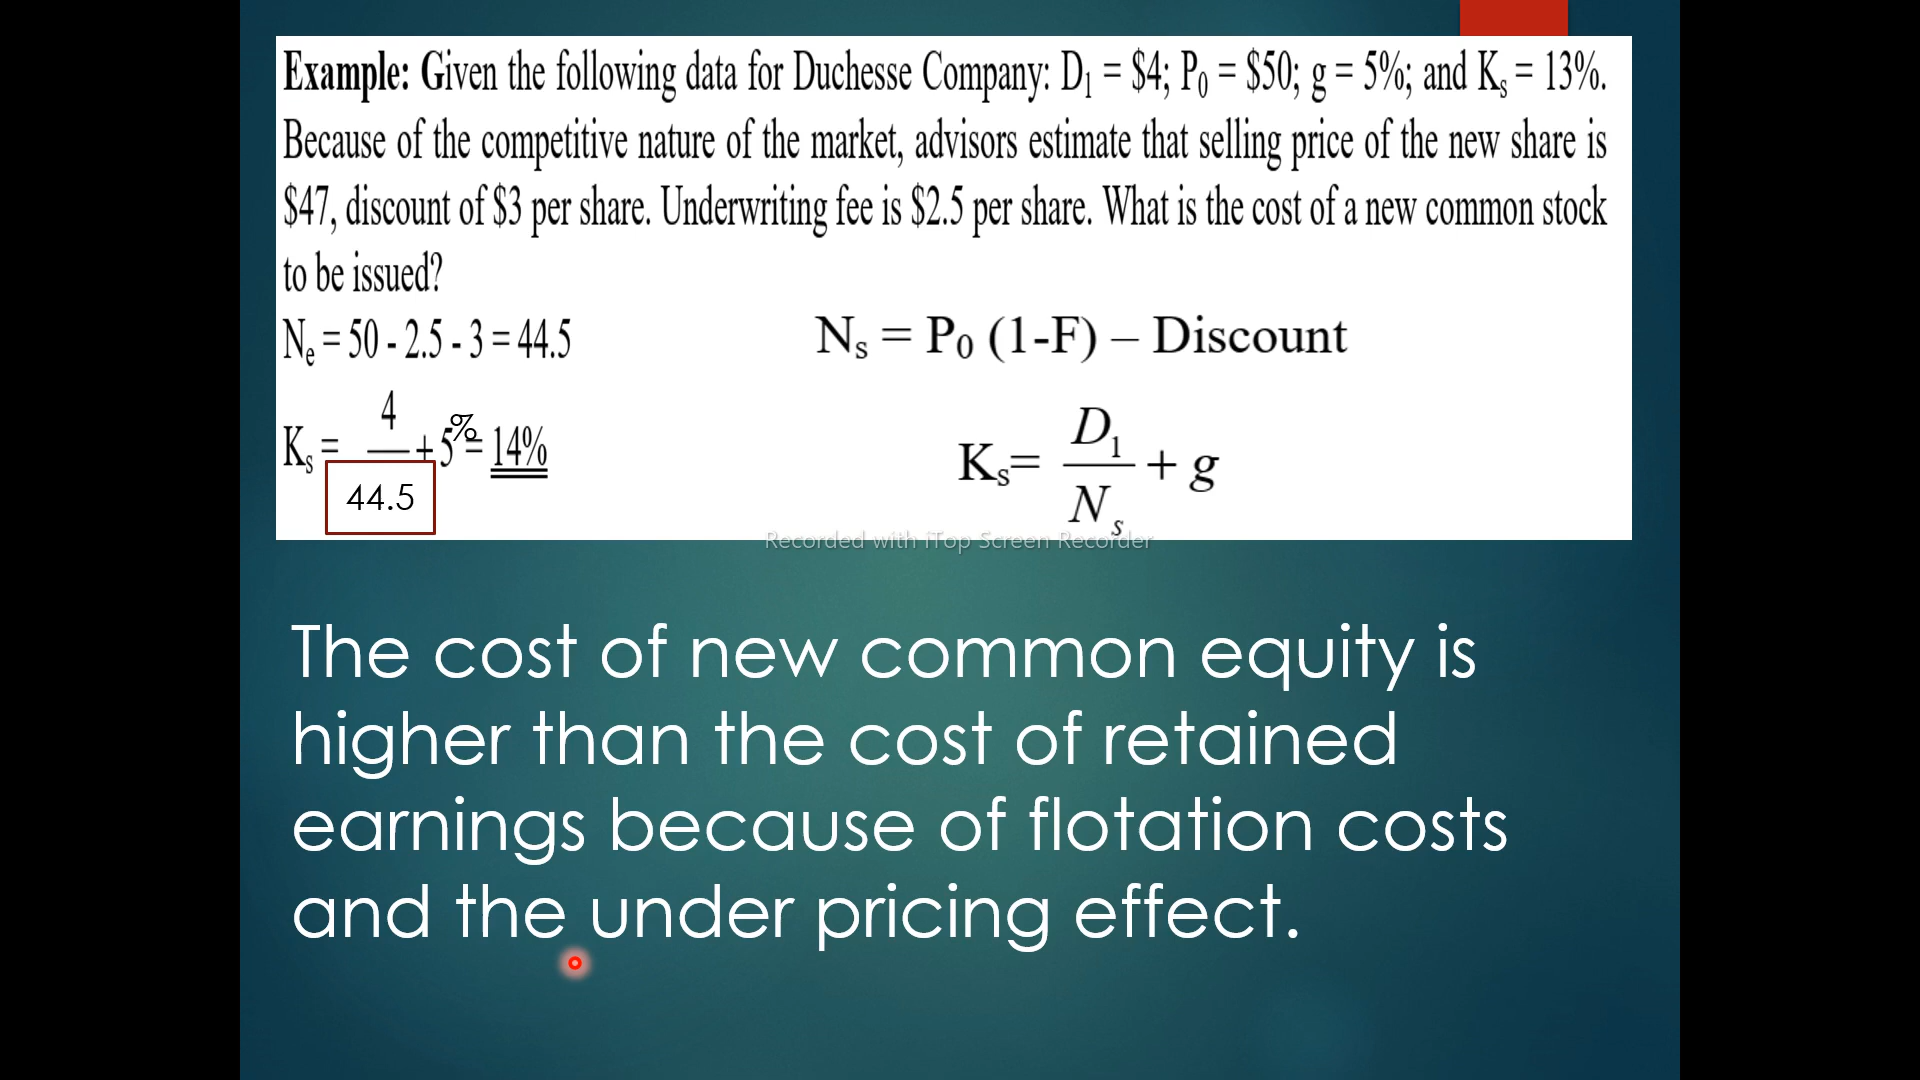 Example: Given the following data for Duchesse Company: D1 = $4; P0 = $50; g = 5%; and Ks = 13%.
Because of the competitive nature of the market, advisors estimate that selling price of the new share is
$47, discount of $3 per share. Underwriting fee is $2.5 per share. What is the cost of a new common stock
to be issued?
Ne = 50 - 2.5 - 3 = 44.5
Ns = P0 (1-F) – Discount
Ks = 4 / 44.5 + 5% = 14%
Ks= D1 / Ns + g
Recorded with iTop Screen Recorder
The cost of new common equity is
higher than the cost of retained
earnings because of flotation costs
and the under pricing effect.